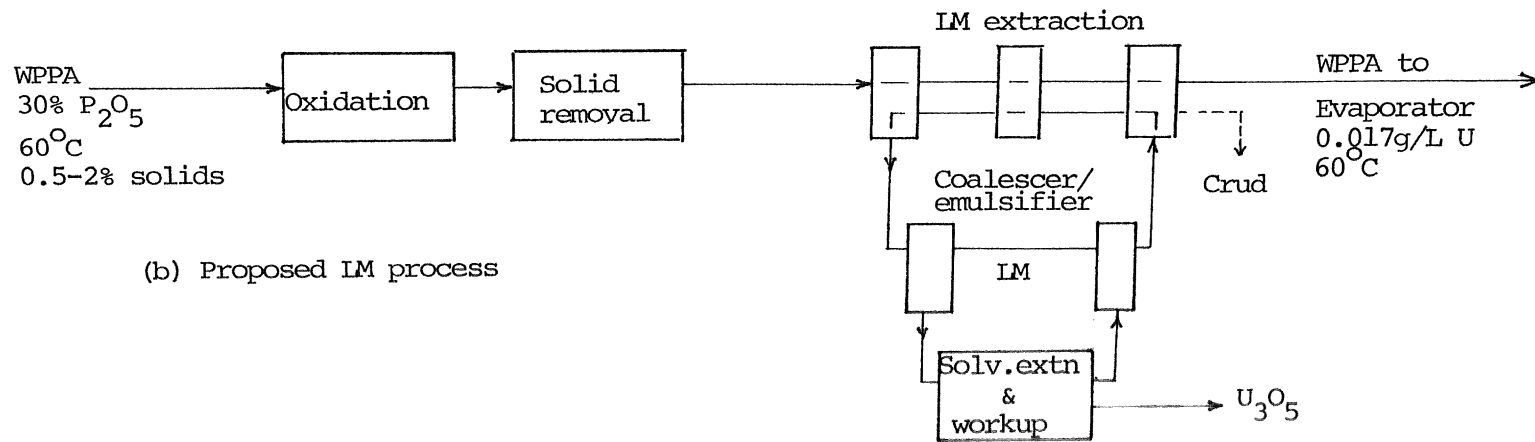 LM extraction
WPPA
30% P₂O₅
60°C
0.5-2% solids
Oxidation
Solid
removal
WPPA to
Evaporator
0.017g/L U
60°C
Crud
Coalescer/
emulsifier
LM
(b) Proposed LM process
Solv.extn
&
workup
U₃O₅